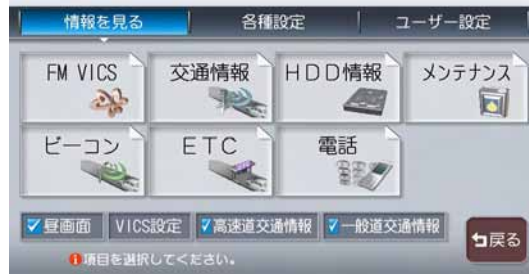 情報を見る 各種設定 ユーザー設定
FM VICS 交通情報 HDD情報 メンテナンス
ビーコン ETC 電話
昼画面 VICS設定 高速道交通情報 一般道交通情報
戻る
項目を選択してください。